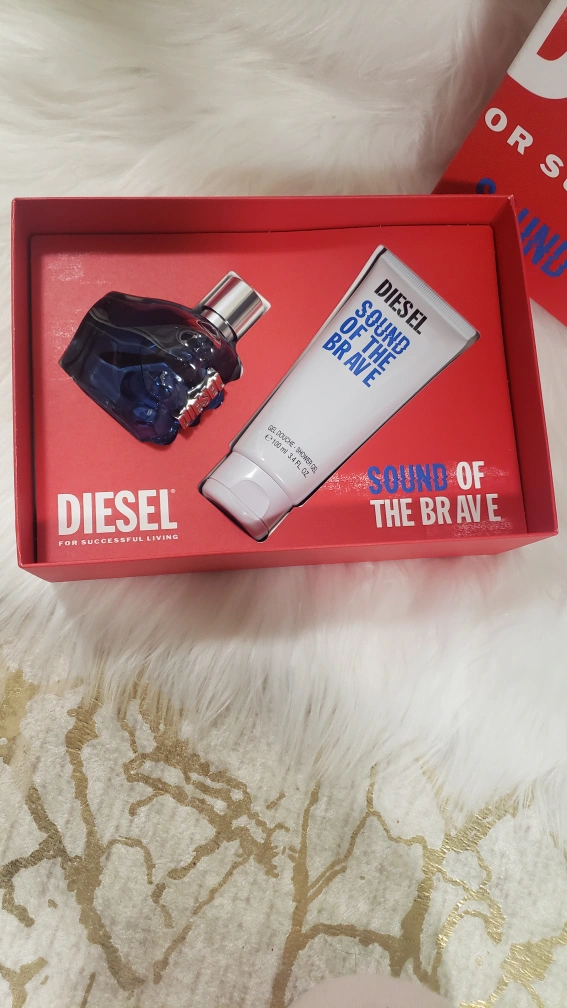 OR S
DIESEL
DIESEL
SOUND
OF THE
BRAVE
GEL DOUCHE - SHOWER GEL
℮ 100 ml 3.4 FL. OZ
DIESEL®
FOR SUCCESSFUL LIVING
SOUND OF
THE BRAVE